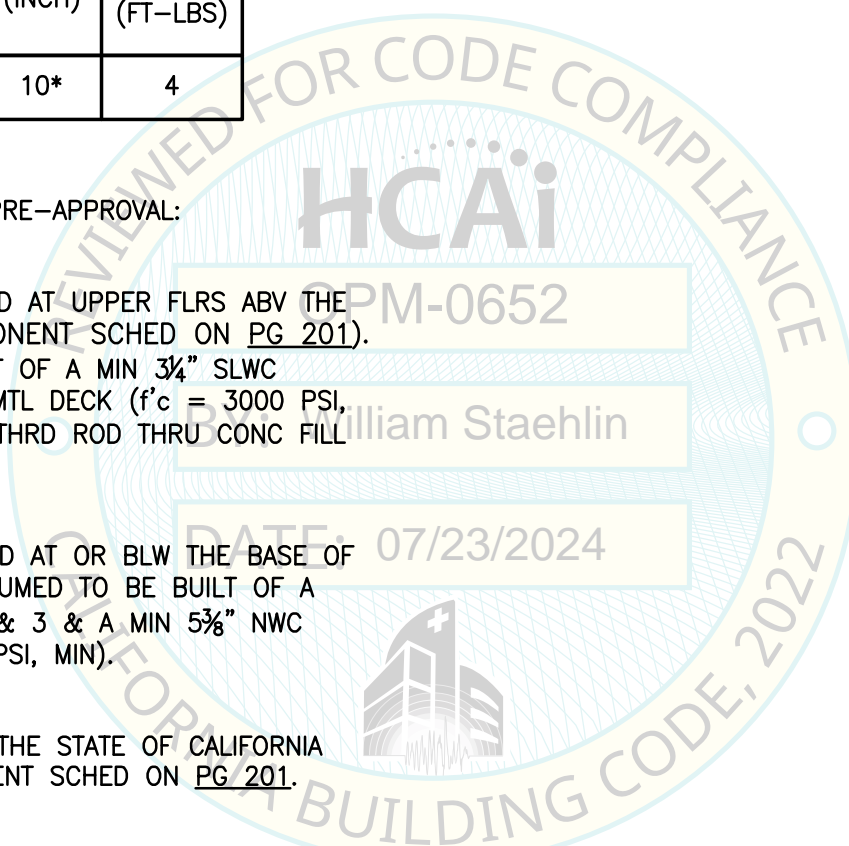 (INCH)
(FT-LBS)
10*
4
PRE-APPROVAL:
D AT UPPER FLRS ABV THE
ONENT SCHED ON PG 201).
T OF A MIN 3¼" SLWC
MTL DECK (f'c = 3000 PSI,
THRD ROD THRU CONC FILL
D AT OR BLW THE BASE OF
UMED TO BE BUILT OF A
& 3 & A MIN 5⅜" NWC
PSI, MIN).
THE STATE OF CALIFORNIA
ENT SCHED ON PG 201.
REVIEWED FOR CODE COMPLIANCE
HCAi
OPM-0652
BY: William Staehlin
DATE: 07/23/2024
CALIFORNIA BUILDING CODE, 2022